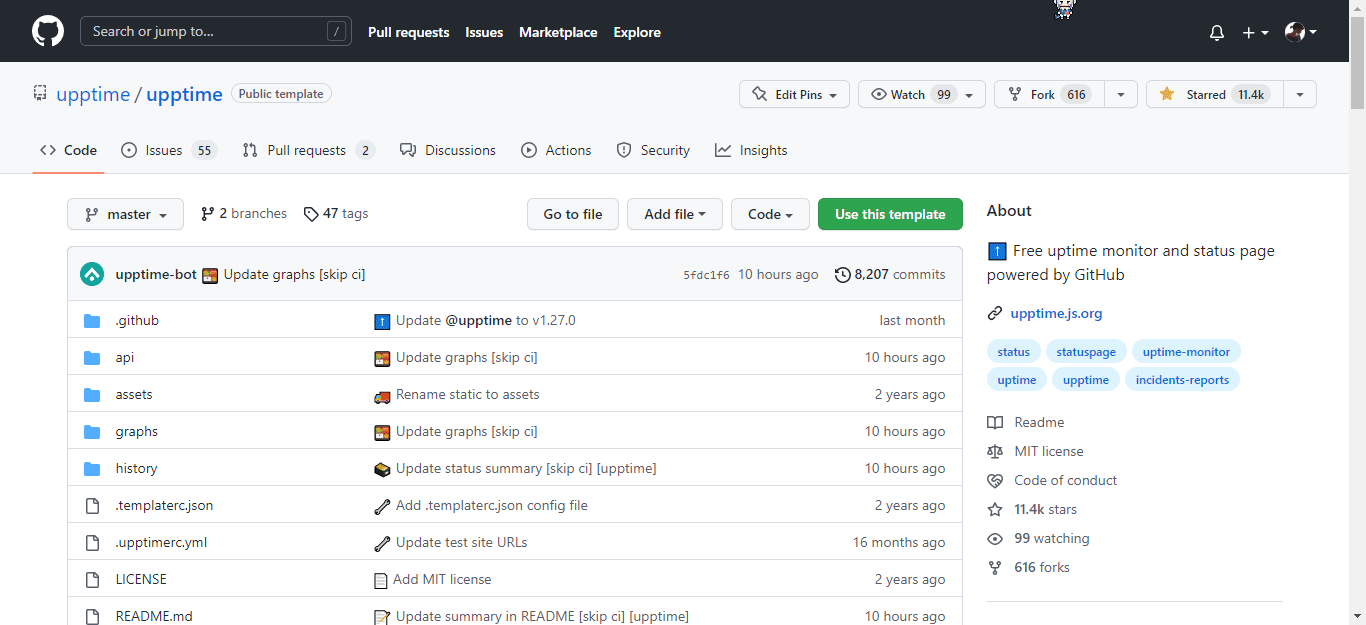 Search or jump to... /
Pull requests Issues Marketplace Explore
upptime / upptime Public template
Edit Pins Watch 99 Fork 616 Starred 11.4k
Code Issues 55 Pull requests 2 Discussions Actions Security Insights
master 2 branches 47 tags Go to file Add file Code Use this template
upptime-bot Update graphs [skip ci] 5fdc1f6 10 hours ago 8,207 commits
.github Update @upptime to v1.27.0 last month
api Update graphs [skip ci] 10 hours ago
assets Rename static to assets 2 years ago
graphs Update graphs [skip ci] 10 hours ago
history Update status summary [skip ci] [upptime] 10 hours ago
.templaterc.json Add .templaterc.json config file 2 years ago
.upptimerc.yml Update test site URLs 16 months ago
LICENSE Add MIT license 2 years ago
README.md Update summary in README [skip ci] [upptime] 10 hours ago
About
Free uptime monitor and status page
powered by GitHub
upptime.js.org
status statuspage uptime-monitor
uptime upptime incidents-reports
Readme
MIT license
Code of conduct
11.4k stars
99 watching
616 forks